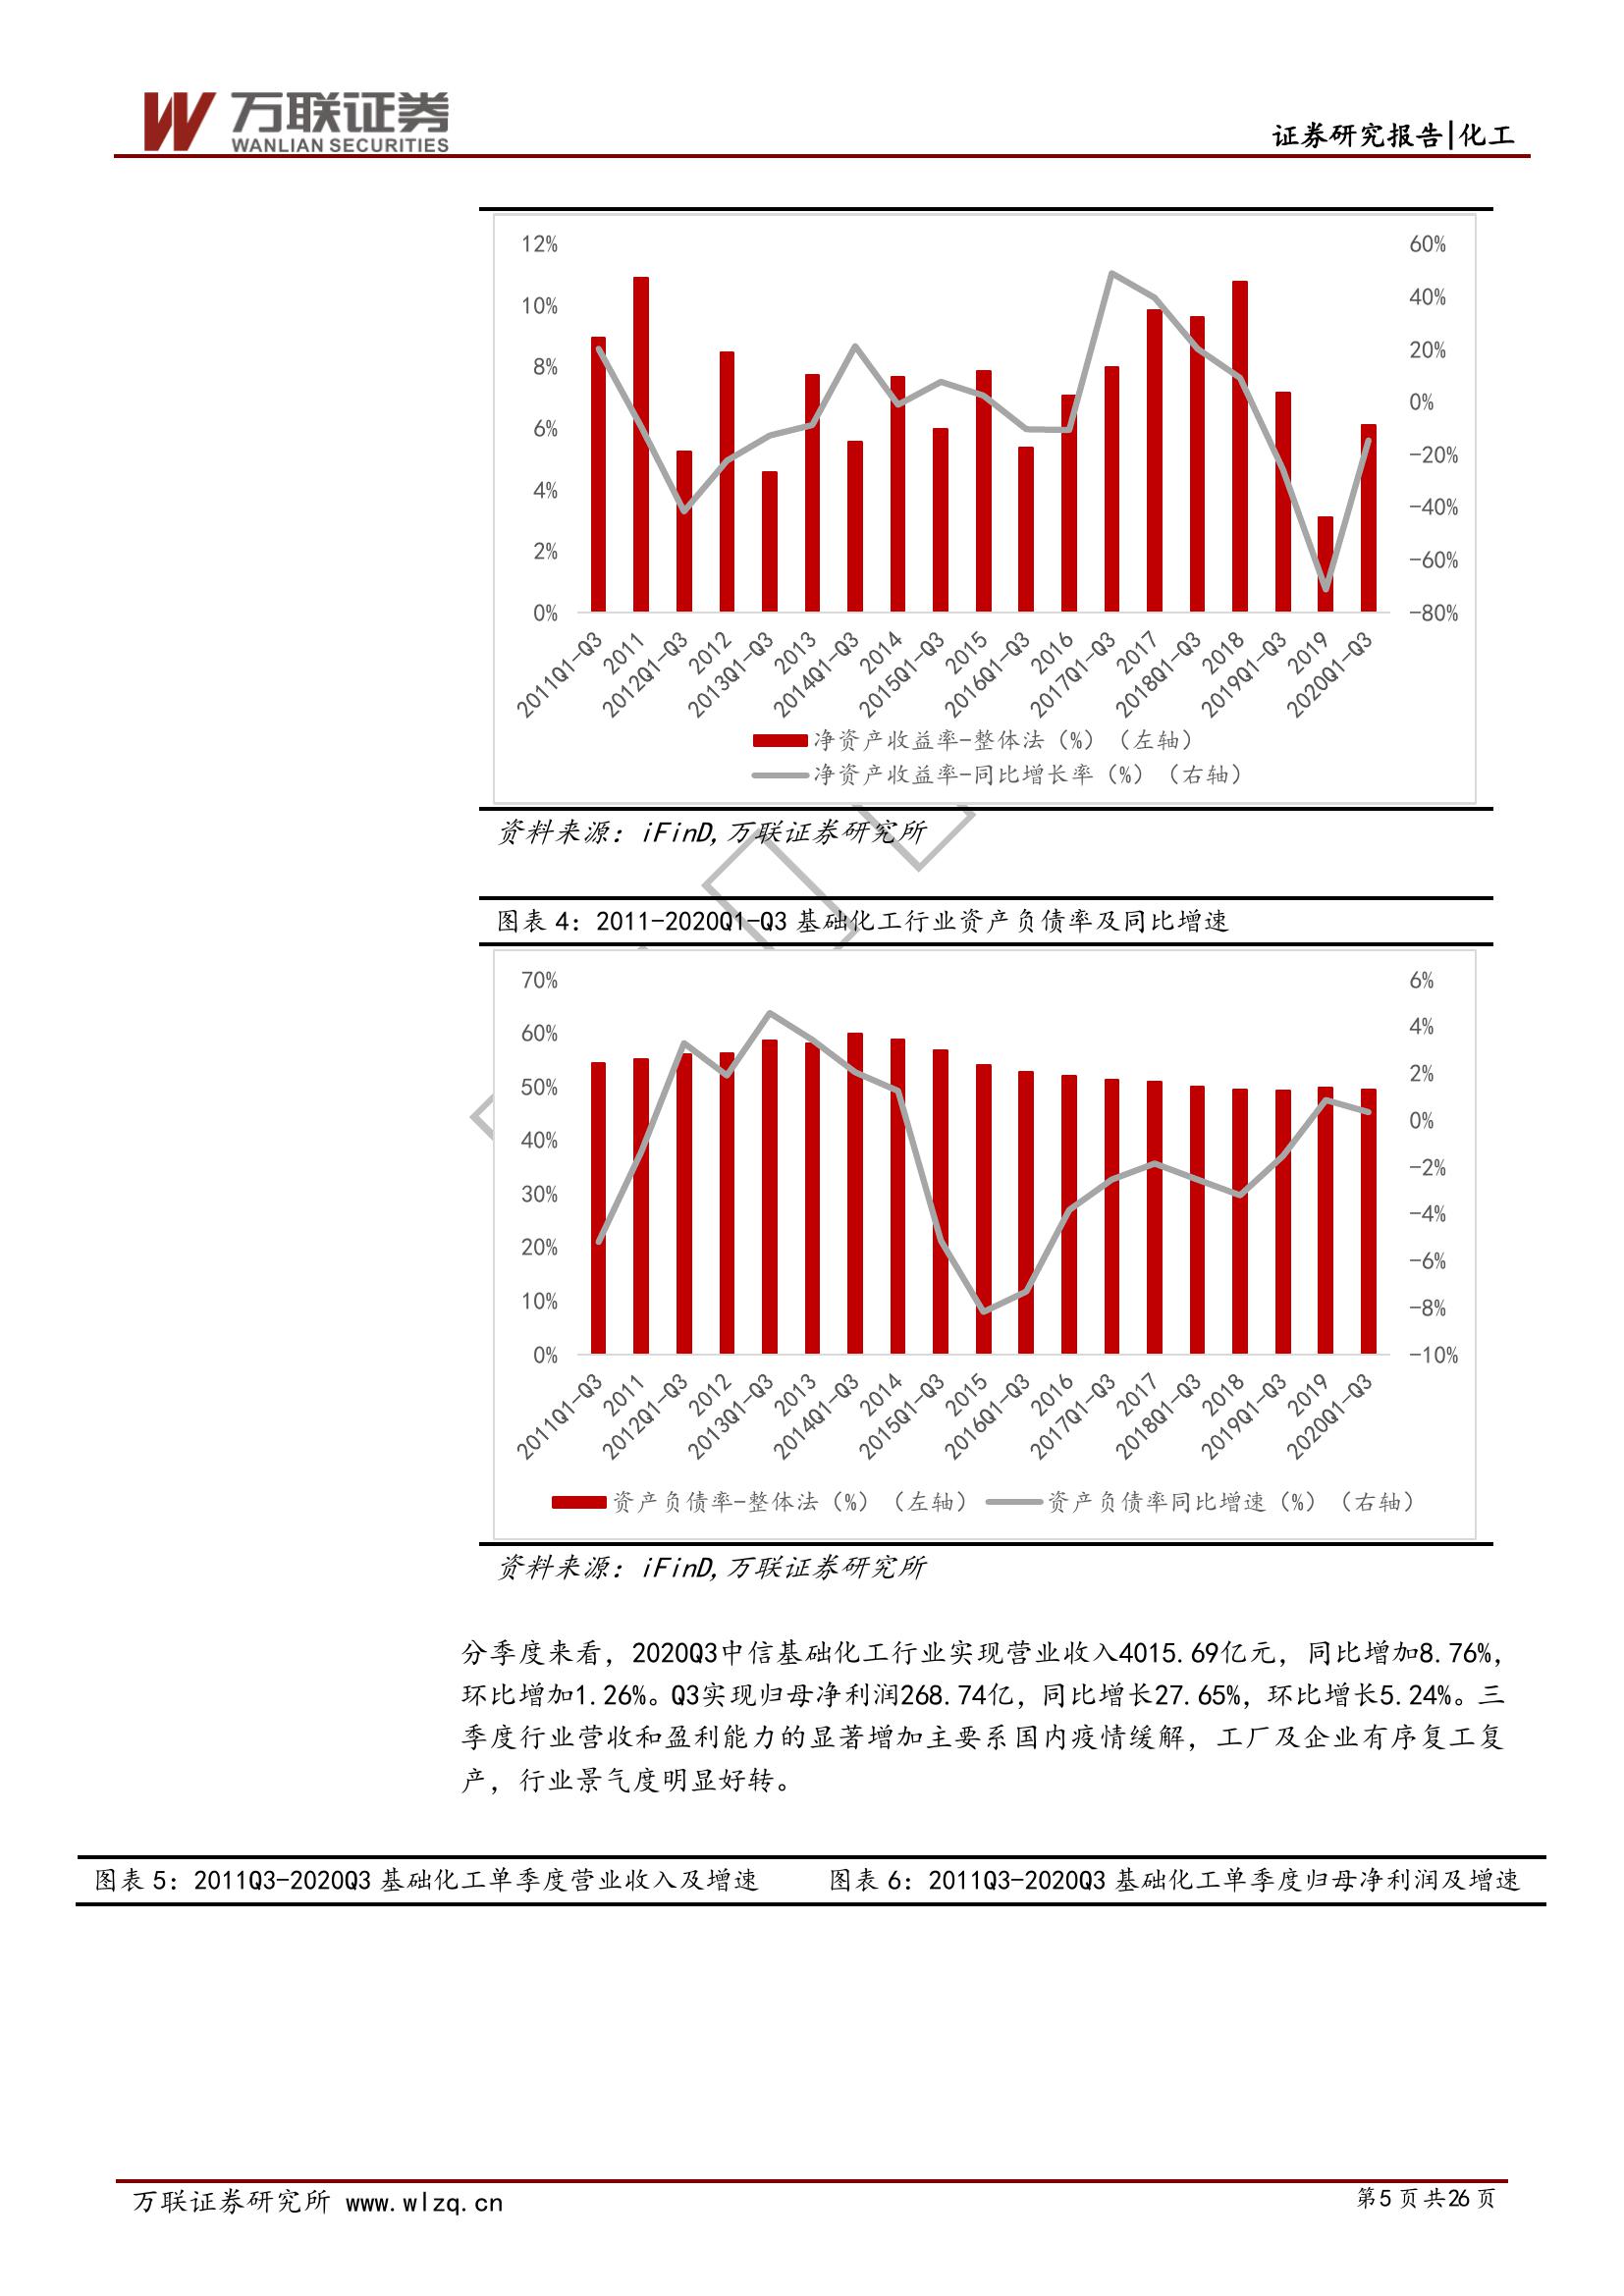 万联证券
WANLIAN SECURITIES
证券研究报告|化工
12%
10%
8%
6%
4%
2%
0%
60%
40%
20%
0%
-20%
-40%
-60%
-80%
2011Q1-Q3
2011
2012Q1-Q3
2012
2013Q1-Q3
2013
2014Q1-Q3
2014
2015Q1-Q3
2015
2016Q1-Q3
2016
2017Q1-Q3
2017
2018Q1-Q3
2018
2019Q1-Q3
2019
2020Q1-Q3
净资产收益率-整体法（%）（左轴）
净资产收益率-同比增长率（%）（右轴）
资料来源：iFinD,万联证券研究所
图表 4：2011-2020Q1-Q3 基础化工行业资产负债率及同比增速
70%
60%
50%
40%
30%
20%
10%
0%
6%
4%
2%
0%
-2%
-4%
-6%
-8%
-10%
2011Q1-Q3
2011
2012Q1-Q3
2012
2013Q1-Q3
2013
2014Q1-Q3
2014
2015Q1-Q3
2015
2016Q1-Q3
2016
2017Q1-Q3
2017
2018Q1-Q3
2018
2019Q1-Q3
2019
2020Q1-Q3
资产负债率-整体法（%）（左轴） 资产负债率同比增速（%）（右轴）
资料来源：iFinD,万联证券研究所
分季度来看，2020Q3中信基础化工行业实现营业收入4015.69亿元，同比增加8.76%，
环比增加1.26%。Q3实现归母净利润268.74亿，同比增长27.65%，环比增长5.24%。三
季度行业营收和盈利能力的显著增加主要系国内疫情缓解，工厂及企业有序复工复
产，行业景气度明显好转。
图表 5：2011Q3-2020Q3 基础化工单季度营业收入及增速
图表 6：2011Q3-2020Q3 基础化工单季度归母净利润及增速
万联证券研究所 www.wlzq.cn
第5 页 共26 页